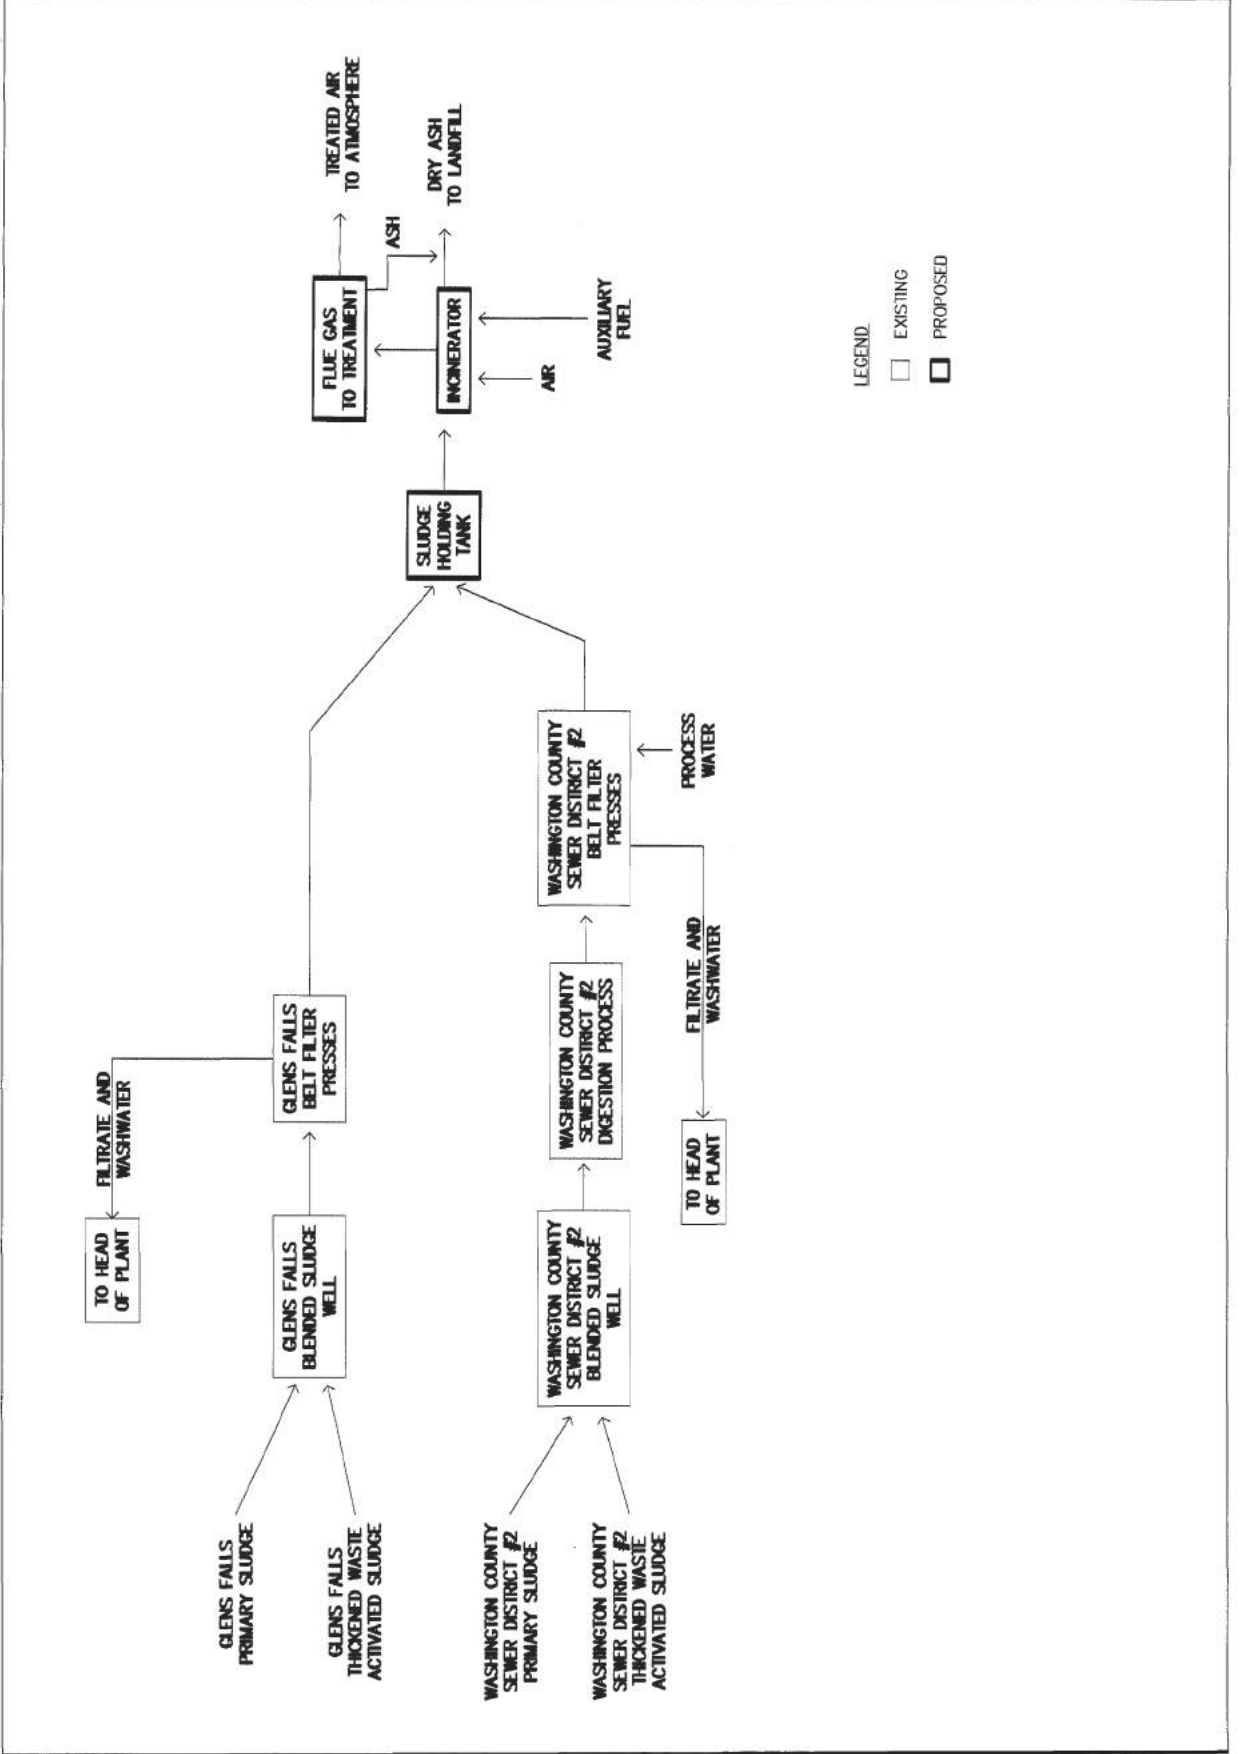 GLENS FALLS
PRIMARY SLUDGE
GLENS FALLS
THICKENED WASTE
ACTIVATED SLUDGE
WASHINGTON COUNTY
SEWER DISTRICT #2
PRIMARY SLUDGE
WASHINGTON COUNTY
SEWER DISTRICT #2
THICKENED WASTE
ACTIVATED SLUDGE
TO HEAD
OF PLANT
FILTRATE AND
WASHWATER
GLENS FALLS
BLENDED SLUDGE
WELL
GLENS FALLS
BELT FILTER
PRESSES
WASHINGTON COUNTY
SEWER DISTRICT #2
BLENDED SLUDGE
WELL
WASHINGTON COUNTY
SEWER DISTRICT #2
DIGESTION PROCESS
WASHINGTON COUNTY
SEWER DISTRICT #2
BELT FILTER
PRESSES
TO HEAD
OF PLANT
FILTRATE AND
WASHWATER
PROCESS
WATER
SLUDGE
HOLDING
TANK
FLUE GAS
TO TREATMENT
INCINERATOR
AIR
AUXILIARY
FUEL
ASH
TREATED AIR
TO ATMOSPHERE
DRY ASH
TO LANDFILL
LEGEND
EXISTING
PROPOSED